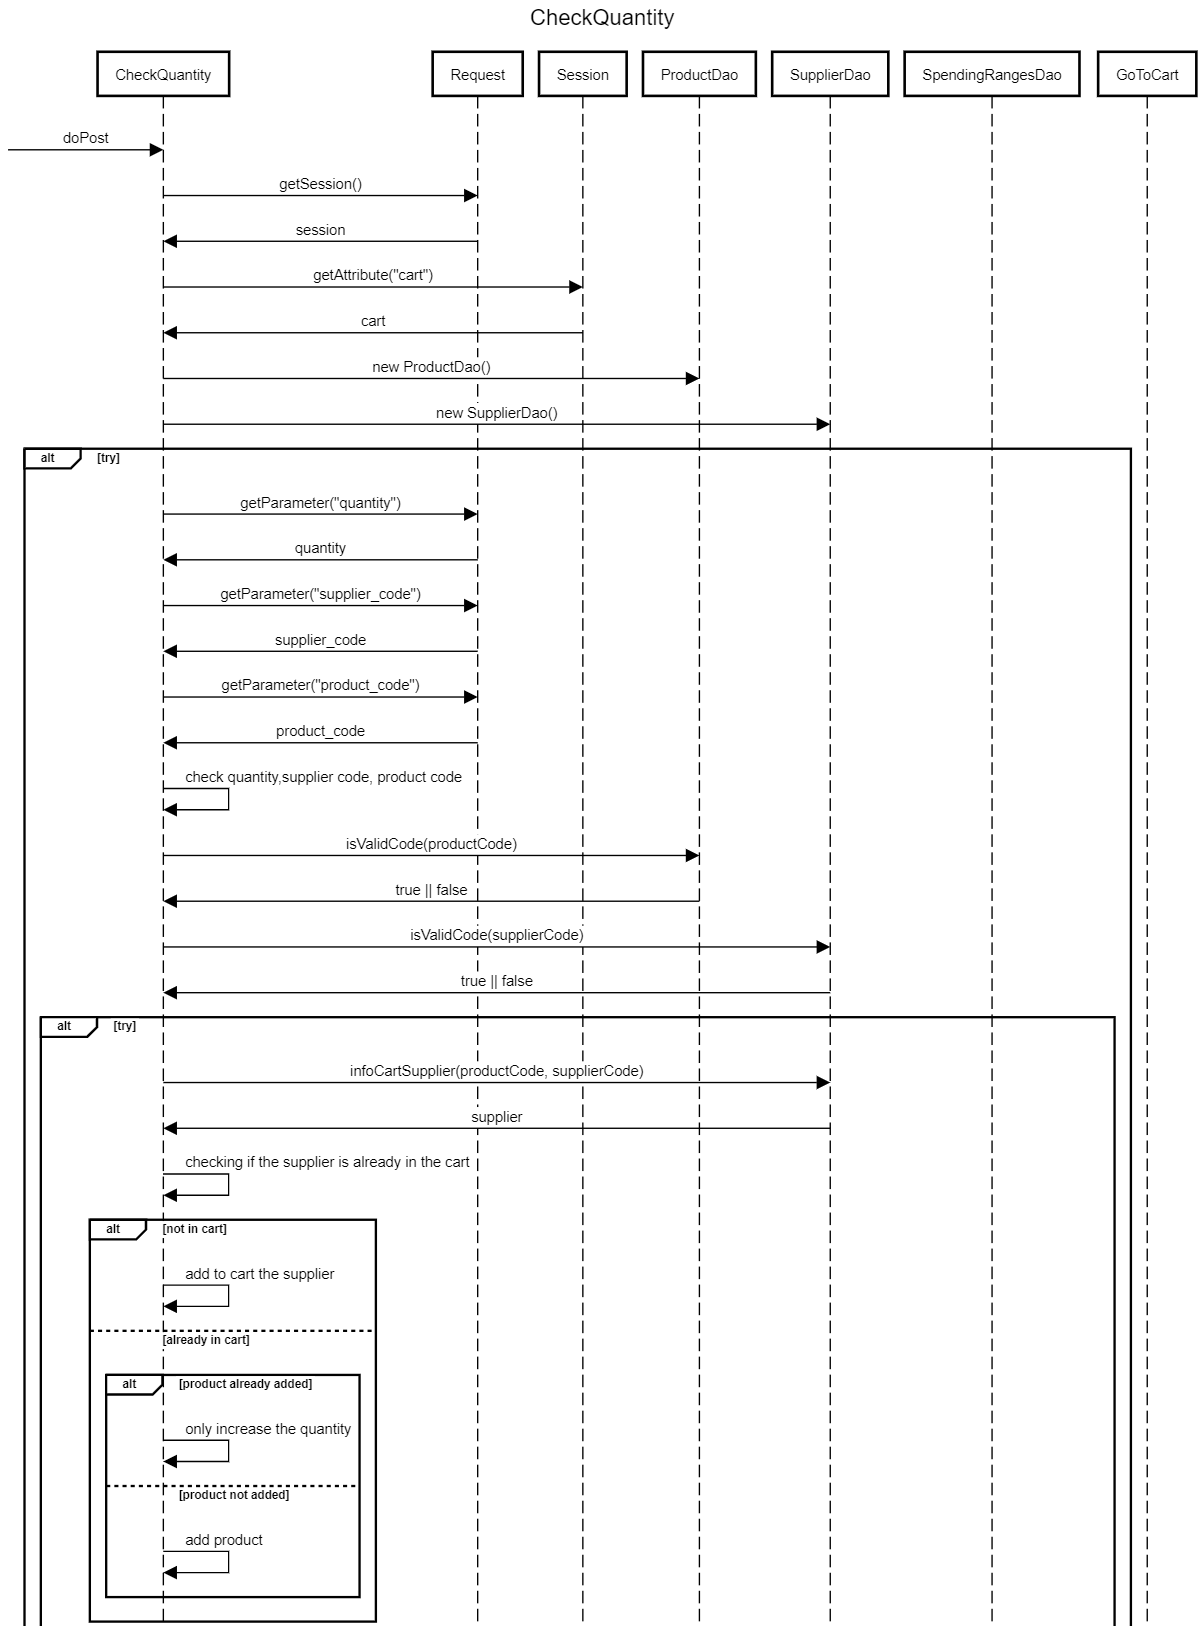 CheckQuantity
CheckQuantity Request Session ProductDao SupplierDao SpendingRangesDao GoToCart
doPost
getSession()
session
getAttribute("cart")
cart
new ProductDao()
new SupplierDao()
alt [try]
getParameter("quantity")
quantity
getParameter("supplier_code")
supplier_code
getParameter("product_code")
product_code
check quantity,supplier code, product code
isValidCode(productCode)
true || false
isValidCode(supplierCode)
true || false
alt [try]
infoCartSupplier(productCode, supplierCode)
supplier
checking if the supplier is already in the cart
alt [not in cart]
add to cart the supplier
[already in cart]
alt [product already added]
only increase the quantity
[product not added]
add product